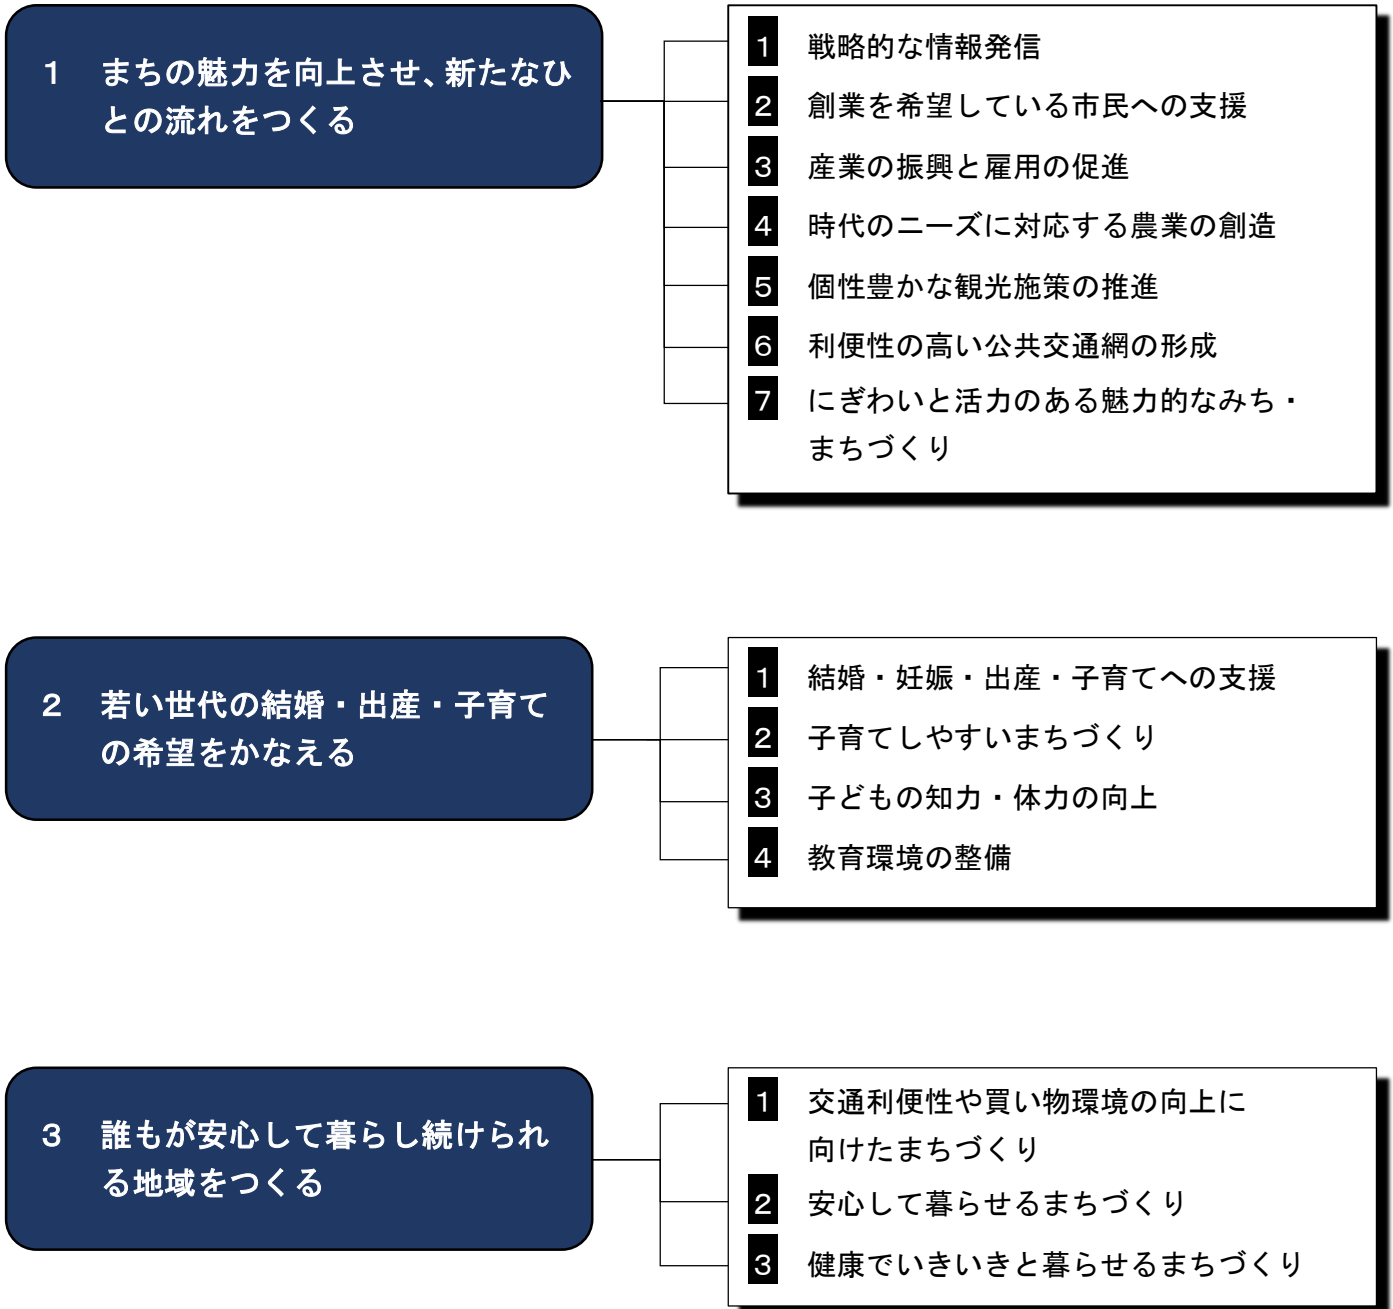 １　まちの魅力を向上させ、新たなひ
との流れをつくる
1　戦略的な情報発信
2　創業を希望している市民への支援
3　産業の振興と雇用の促進
4　時代のニーズに対応する農業の創造
5　個性豊かな観光施策の推進
6　利便性の高い公共交通網の形成
7　にぎわいと活力のある魅力的なみち・
まちづくり
２　若い世代の結婚・出産・子育て
の希望をかなえる
1　結婚・妊娠・出産・子育てへの支援
2　子育てしやすいまちづくり
3　子どもの知力・体力の向上
4　教育環境の整備
３　誰もが安心して暮らし続けられ
る地域をつくる
1　交通利便性や買い物環境の向上に
向けたまちづくり
2　安心して暮らせるまちづくり
3　健康でいきいきと暮らせるまちづくり